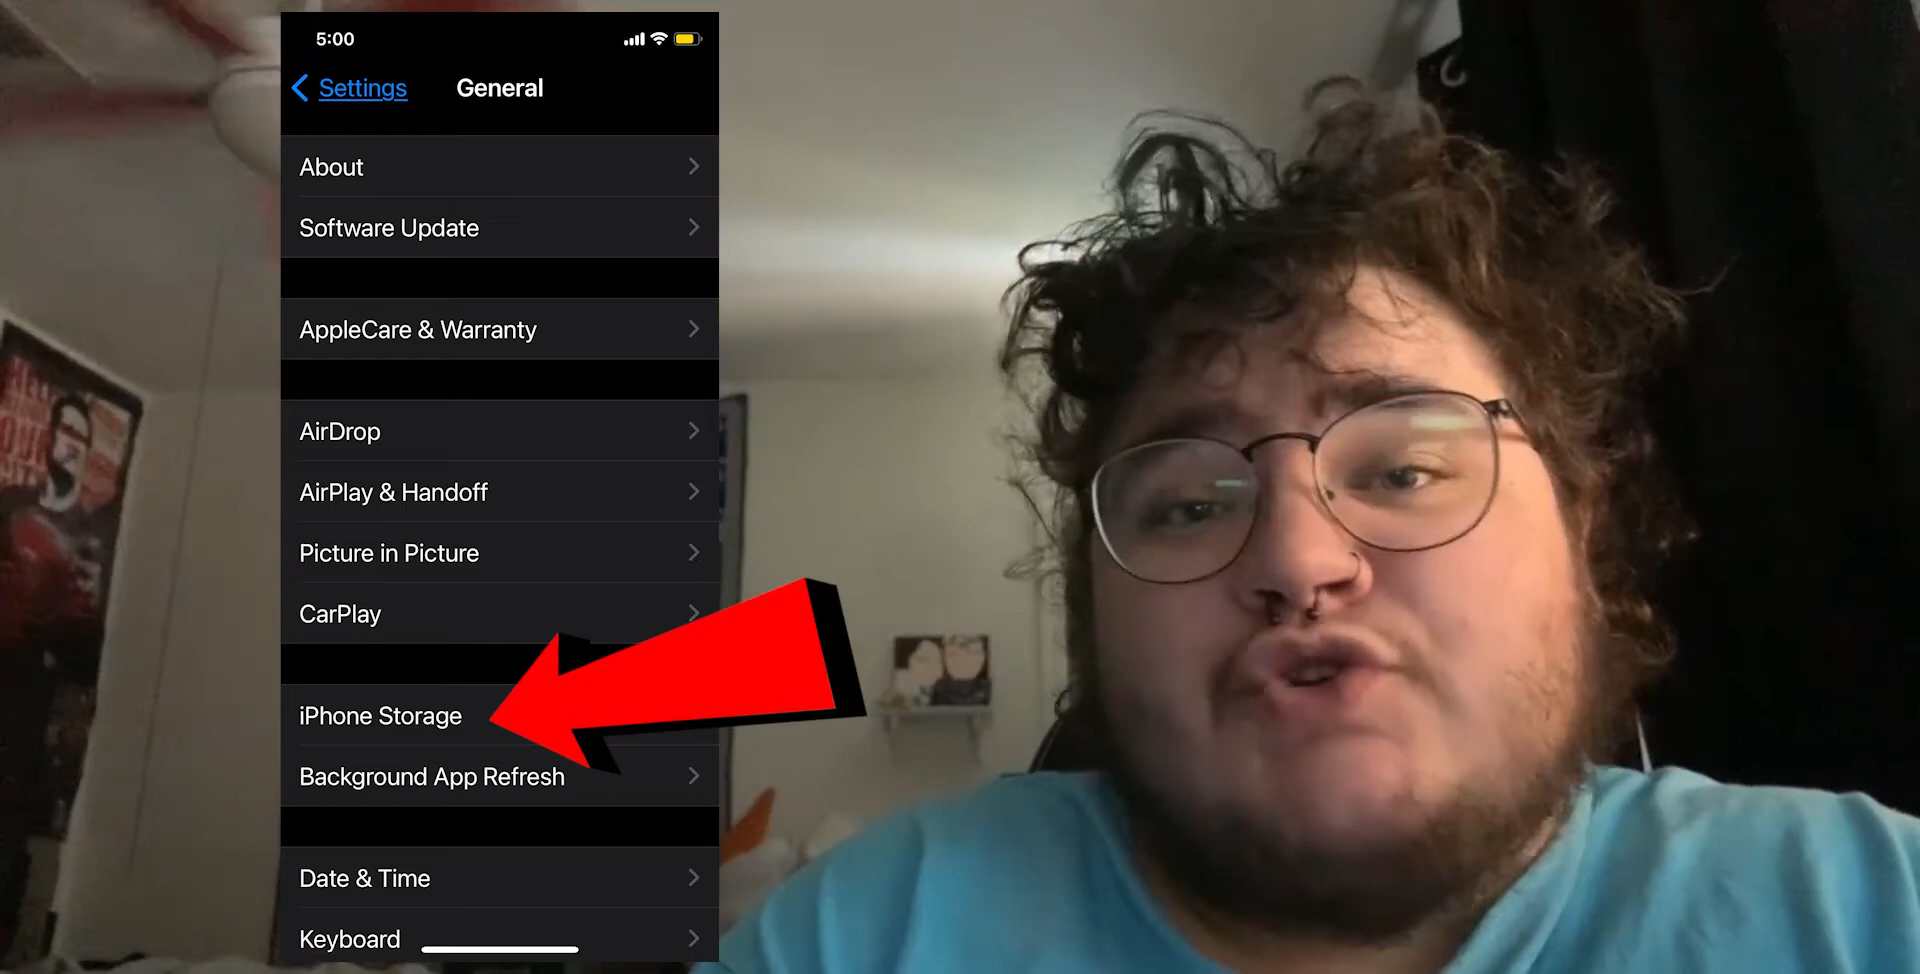 5:00
Settings
General
About
Software Update
AppleCare & Warranty
AirDrop
AirPlay & Handoff
Picture in Picture
CarPlay
iPhone Storage
Background App Refresh
Date & Time
Keyboard